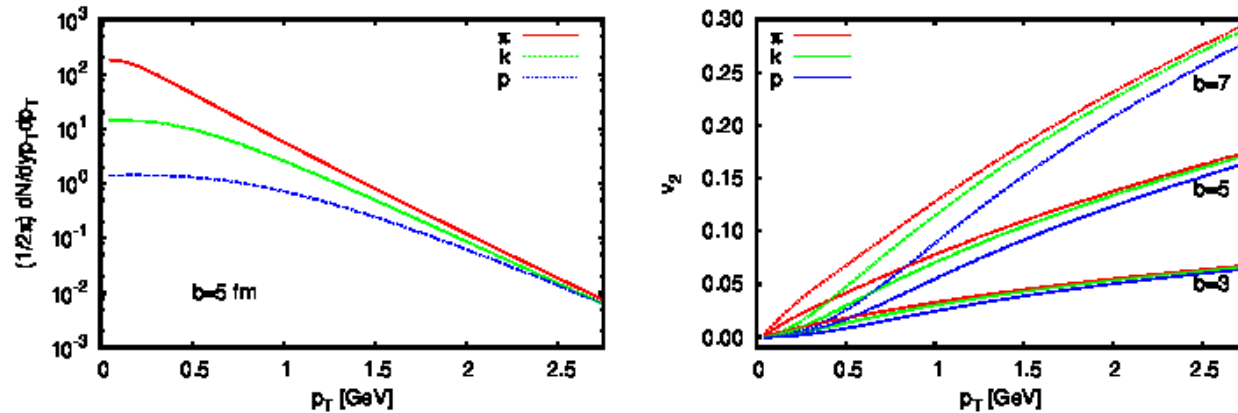 10³
10²
10¹
10⁰
10⁻¹
10⁻²
10⁻³
(1/2π) dN/dyp_Tdp_T
π
k
p
b=5 fm
0 0.5 1 1.5 2 2.5
p_T [GeV]
0.30
0.25
0.20
0.15
0.10
0.05
0.00
v₂
π
k
p
b=7
b=5
b=3
0 0.5 1 1.5 2 2.5
p_T [GeV]